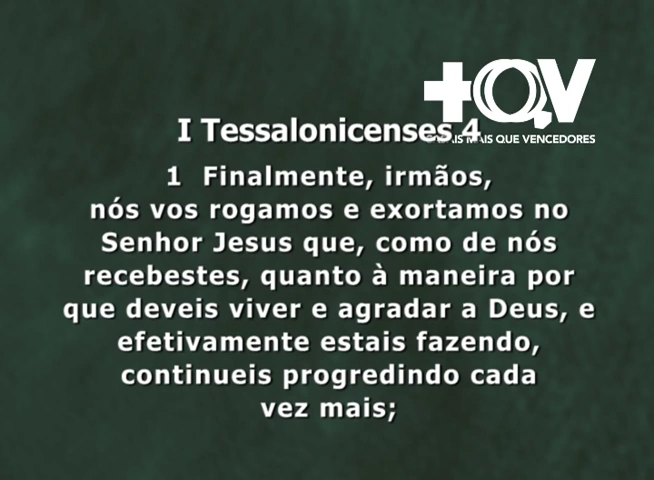 +QV
CASAIS MAIS QUE VENCEDORES
I Tessalonicenses 4
1 Finalmente, irmãos,
nós vos rogamos e exortamos no
Senhor Jesus que, como de nós
recebestes, quanto à maneira por
que deveis viver e agradar a Deus, e
efetivamente estais fazendo,
continueis progredindo cada
vez mais;